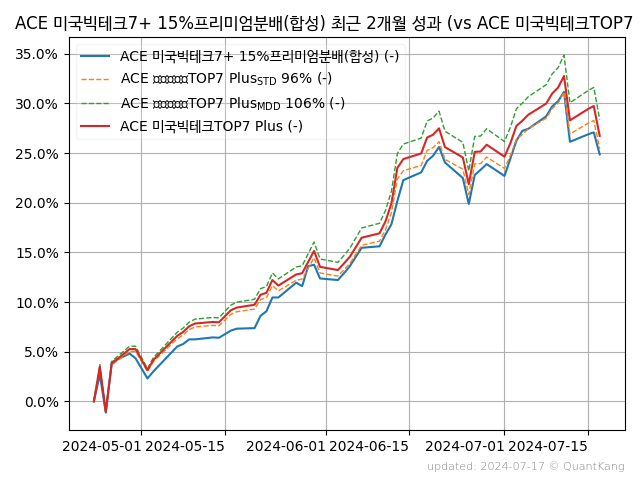 ACE 미국빅테크7+ 15%프리미엄분배(합성) 최근 2개월 성과 (vs ACE 미국빅테크TOP7
ACE 미국빅테크7+ 15%프리미엄분배(합성) (-)
ACE TOP7 Plus STD 96% (-)
ACE TOP7 Plus MDD 106% (-)
ACE 미국빅테크TOP7 Plus (-)
35.0%
30.0%
25.0%
20.0%
15.0%
10.0%
5.0%
0.0%
2024-05-01 2024-05-15 2024-06-01 2024-06-15 2024-07-01 2024-07-15
updated: 2024-07-17 © QuantKang